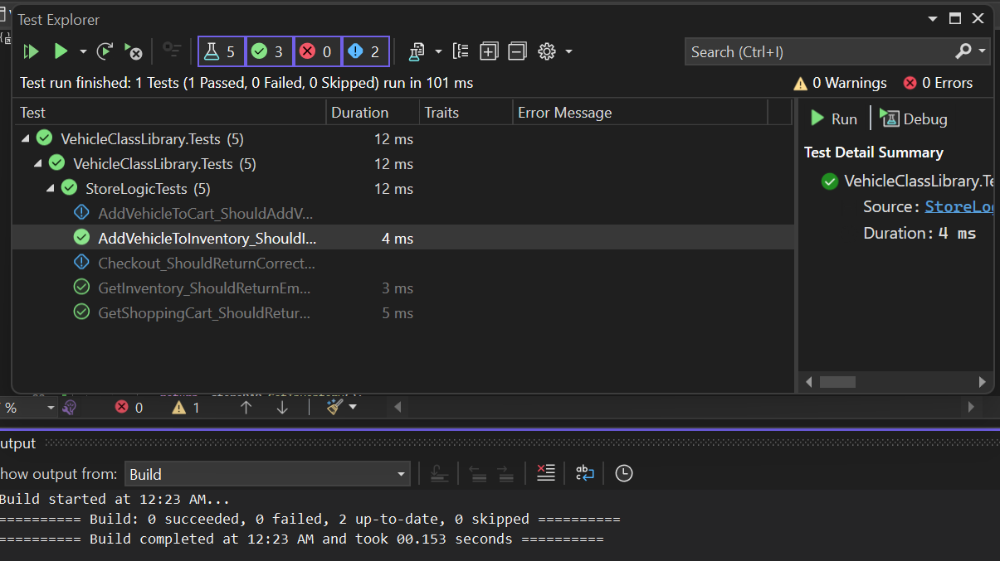 Test Explorer
5 3 0 2
Search (Ctrl+I)
Test run finished: 1 Tests (1 Passed, 0 Failed, 0 Skipped) run in 101 ms
0 Warnings 0 Errors
Test Duration Traits Error Message
VehicleClassLibrary.Tests (5) 12 ms
VehicleClassLibrary.Tests (5) 12 ms
StoreLogicTests (5) 12 ms
AddVehicleToCart_ShouldAddV...
AddVehicleToInventory_ShouldI... 4 ms
Checkout_ShouldReturnCorrect...
GetInventory_ShouldReturnEm... 3 ms
GetShoppingCart_ShouldRetur... 5 ms
Run Debug
Test Detail Summary
VehicleClassLibrary.Te
Source: StoreLog
Duration: 4 ms
% 0 1
utput
how output from: Build
Build started at 12:23 AM...
========== Build: 0 succeeded, 0 failed, 2 up-to-date, 0 skipped ==========
========== Build completed at 12:23 AM and took 00.153 seconds ==========